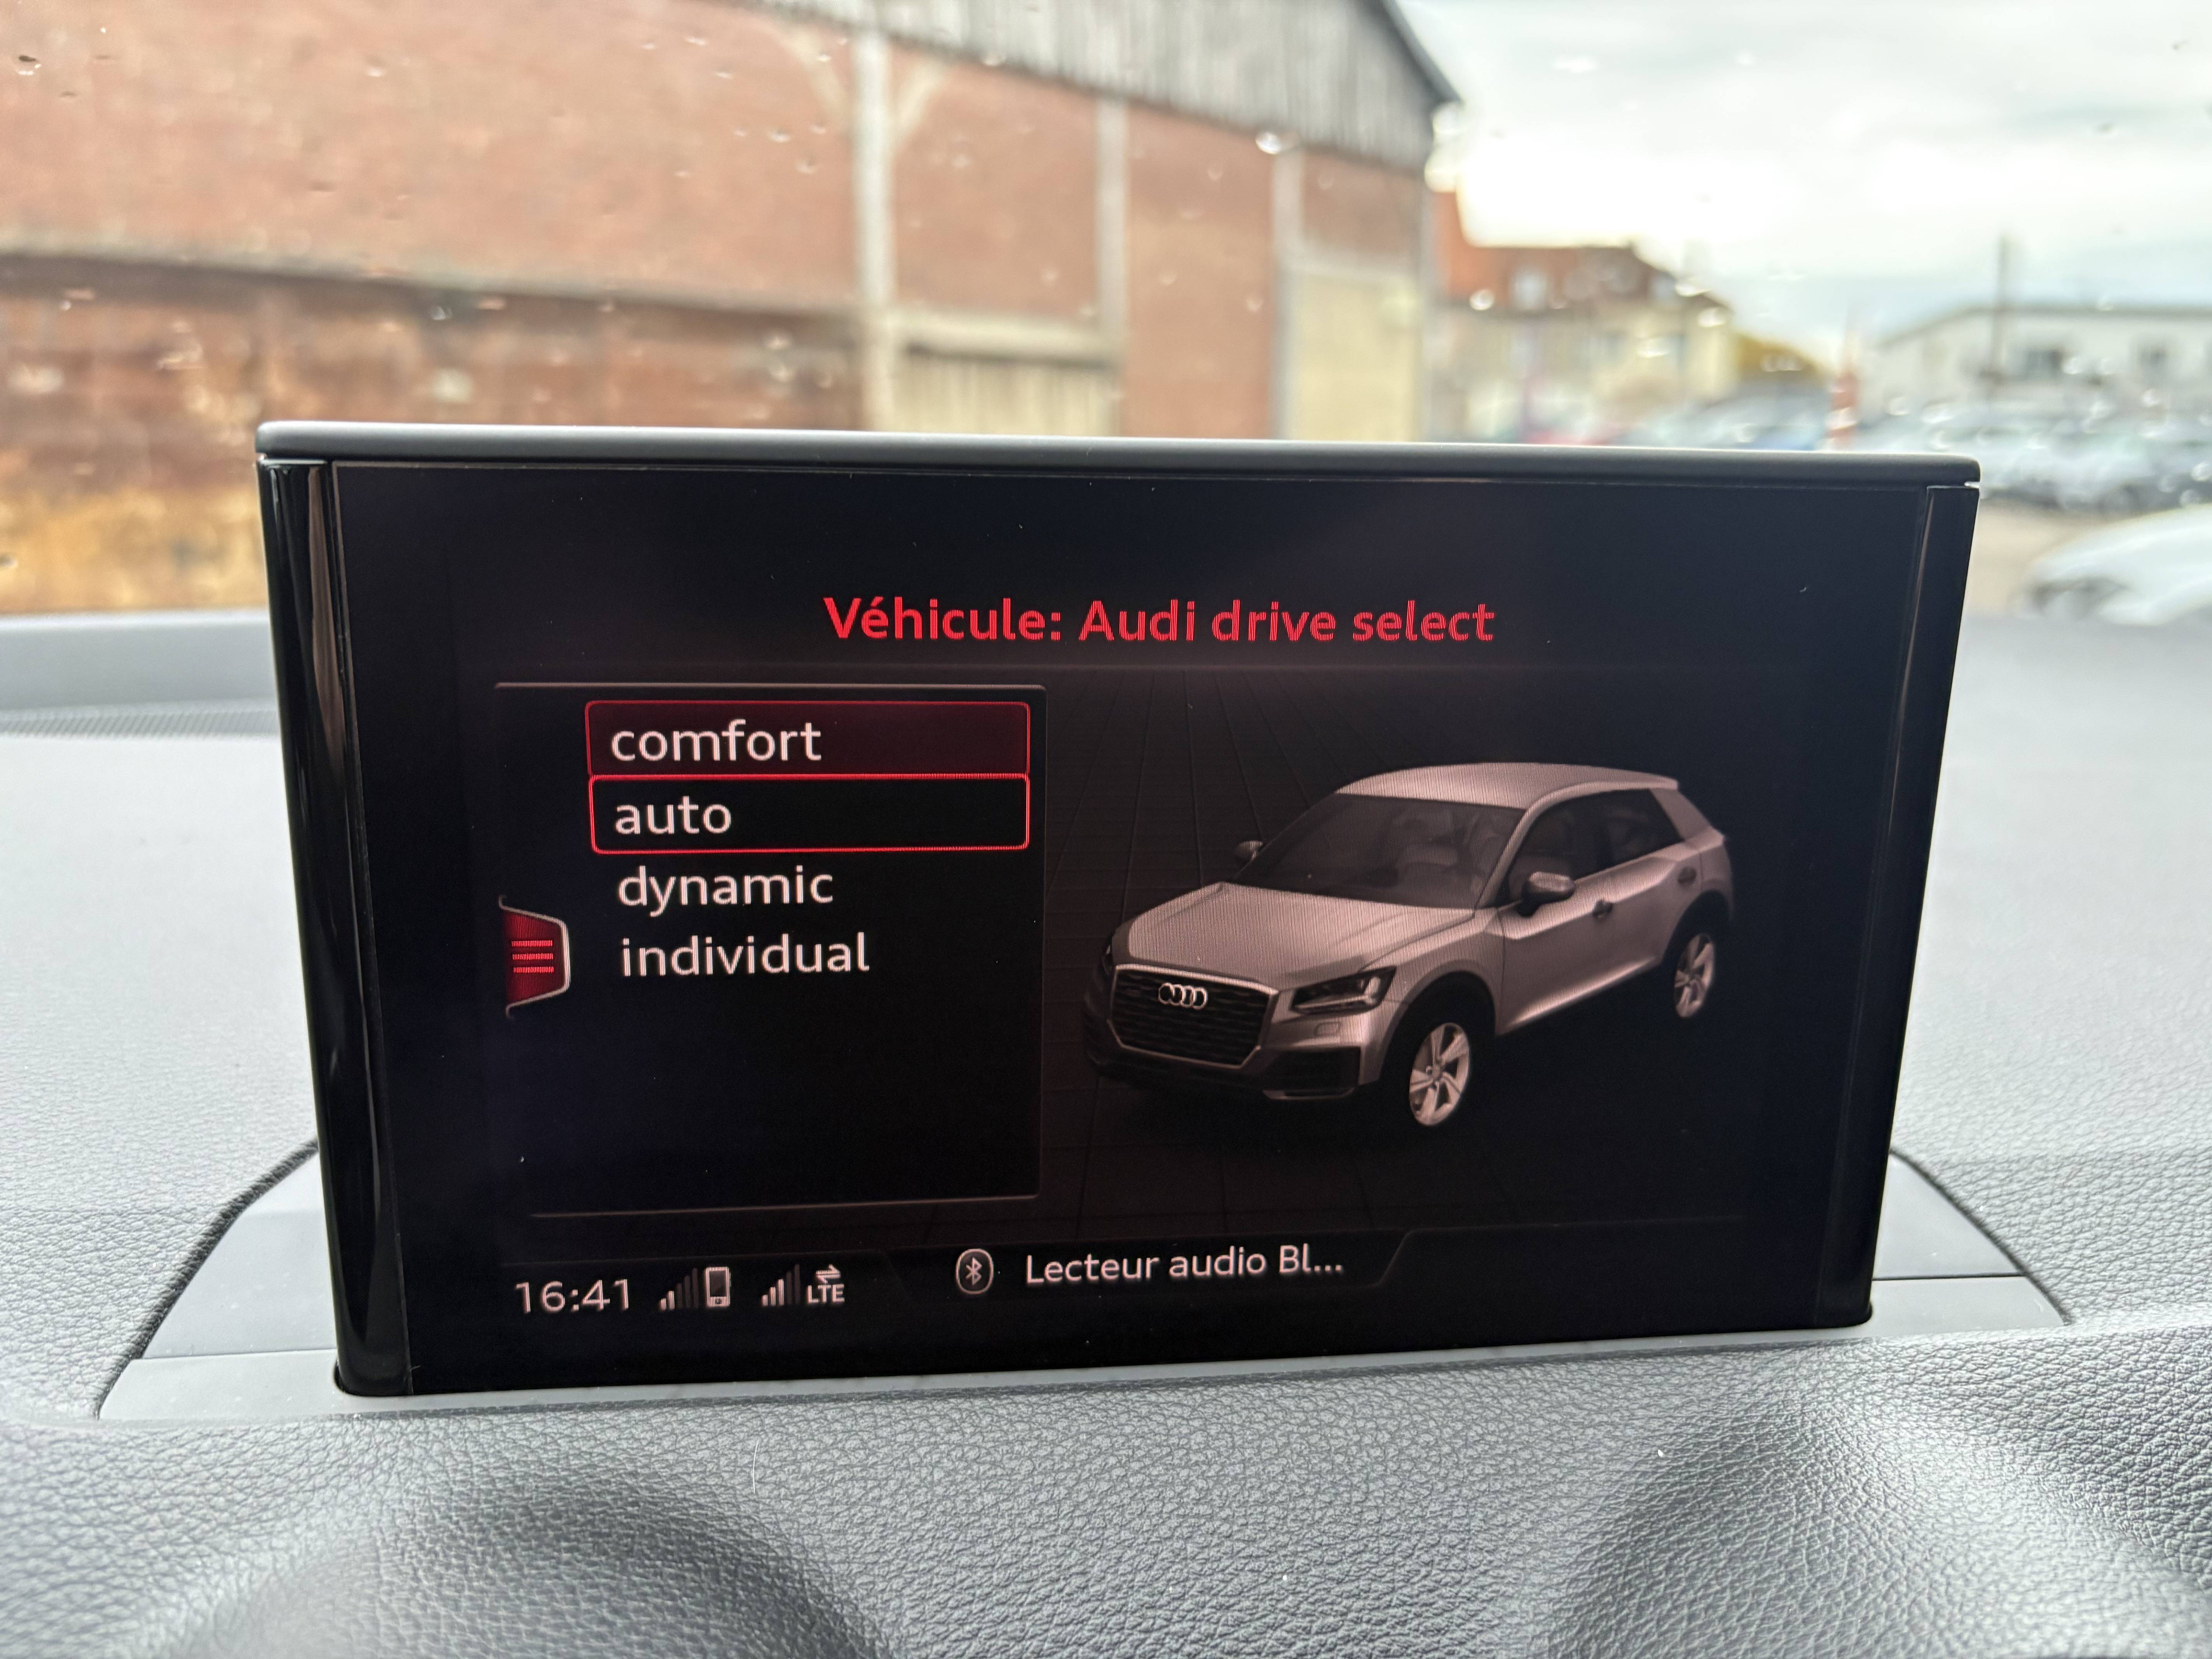 Véhicule: Audi drive select
comfort
auto
dynamic
individual
16:41 LTE Lecteur audio Bl...